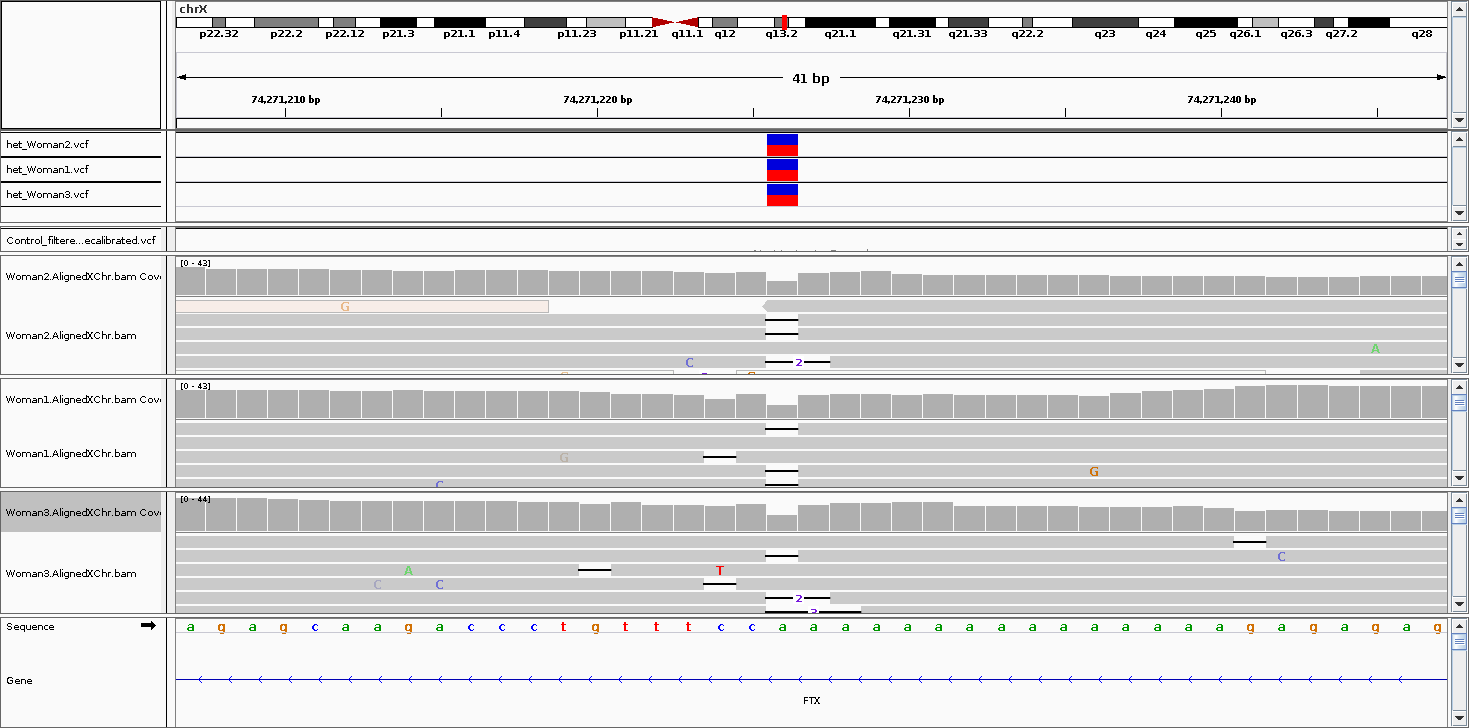 chrX
p22.32 p22.2 p22.12 p21.3 p21.1 p11.4 p11.23 p11.21 q11.1 q12 q13.2 q21.1 q21.31 q21.33 q22.2 q23 q24 q25 q26.1 q26.3 q27.2 q28
41 bp
74,271,210 bp 74,271,220 bp 74,271,230 bp 74,271,240 bp
het_Woman2.vcf
het_Woman1.vcf
het_Woman3.vcf
Control_filtere...ecalibrated.vcf
[0 - 43]
Woman2.AlignedXChr.bam Cov
G
Woman2.AlignedXChr.bam
A
C 2
[0 - 43]
Woman1.AlignedXChr.bam Cov
Woman1.AlignedXChr.bam
G
G
C
[0 - 44]
Woman3.AlignedXChr.bam Cov
C
Woman3.AlignedXChr.bam
A T
C C
2
Sequence a g a g c a a g a c c c t g t t t c c a a a a a a a a a a a a a a a g a g a g a g
Gene
FTX